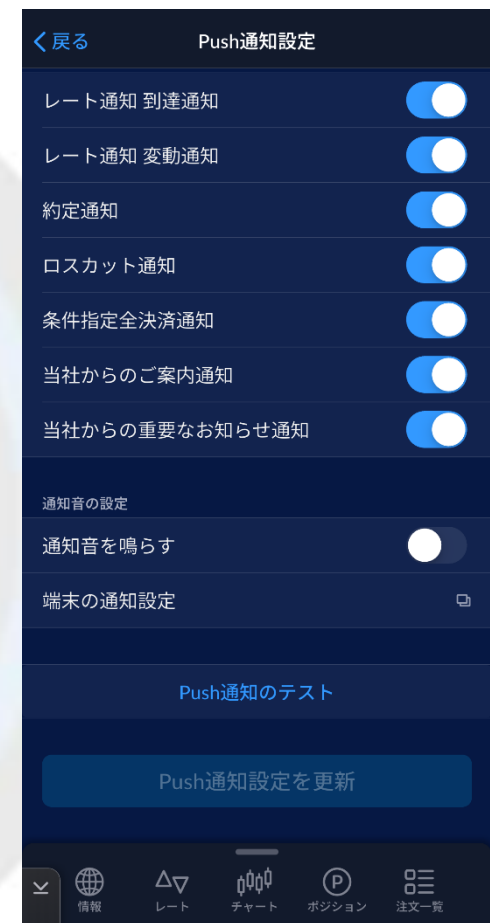 戻る
Push通知設定
レート通知 到達通知
レート通知 変動通知
約定通知
ロスカット通知
条件指定全決済通知
当社からのご案内通知
当社からの重要なお知らせ通知
通知音の設定
通知音を鳴らす
端末の通知設定
Push通知のテスト
Push通知設定を更新
情報
レート
チャート
P
ポジション
注文一覧